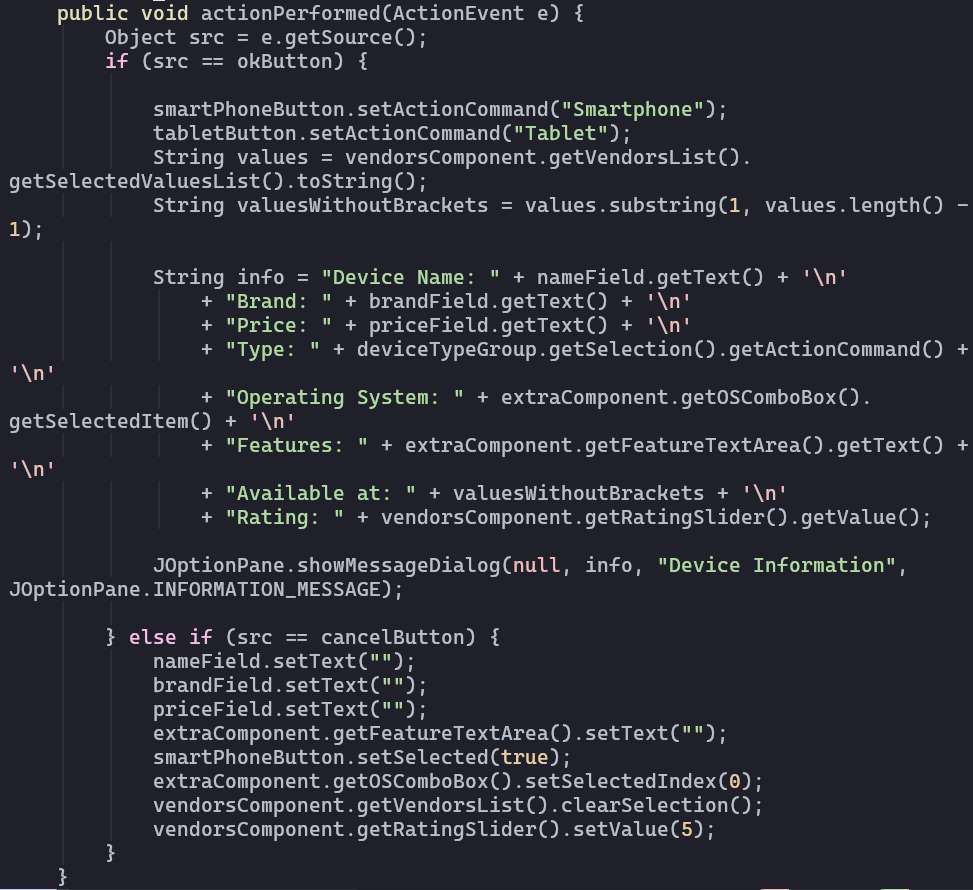 public void actionPerformed(ActionEvent e) {
        Object src = e.getSource();
        if (src == okButton) {

            smartPhoneButton.setActionCommand("Smartphone");
            tabletButton.setActionCommand("Tablet");
            String values = vendorsComponent.getVendorsList().
getSelectedValuesList().toString();
            String valuesWithoutBrackets = values.substring(1, values.length() -
1);

            String info = "Device Name: " + nameField.getText() + '\n'
                + "Brand: " + brandField.getText() + '\n'
                + "Price: " + priceField.getText() + '\n'
                + "Type: " + deviceTypeGroup.getSelection().getActionCommand() +
'\n'
                + "Operating System: " + extraComponent.getOSComboBox().
getSelectedItem() + '\n'
                + "Features: " + extraComponent.getFeatureTextArea().getText() +
'\n'
                + "Available at: " + valuesWithoutBrackets + '\n'
                + "Rating: " + vendorsComponent.getRatingSlider().getValue();

            JOptionPane.showMessageDialog(null, info, "Device Information",
JOptionPane.INFORMATION_MESSAGE);

        } else if (src == cancelButton) {
            nameField.setText("");
            brandField.setText("");
            priceField.setText("");
            extraComponent.getFeatureTextArea().setText("");
            smartPhoneButton.setSelected(true);
            extraComponent.getOSComboBox().setSelectedIndex(0);
            vendorsComponent.getVendorsList().clearSelection();
            vendorsComponent.getRatingSlider().setValue(5);
        }
    }